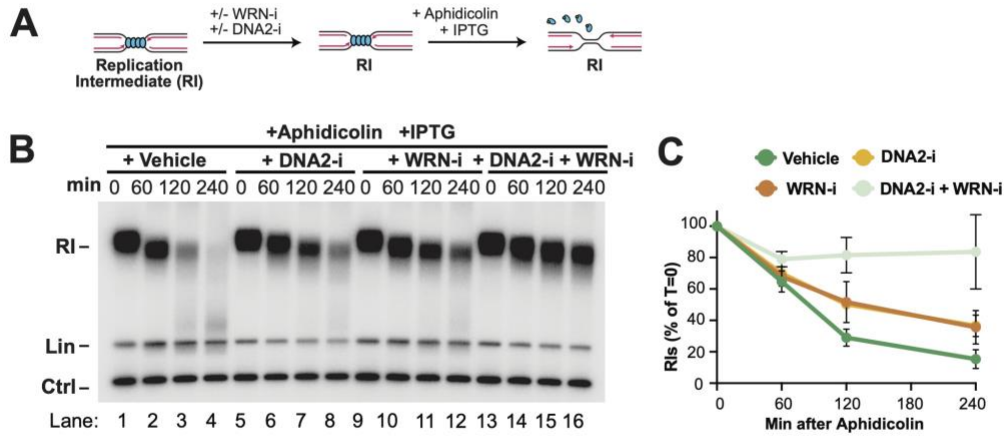 A
+/- WRN-i
+/- DNA2-i
+ Aphidicolin
+ IPTG
Replication
Intermediate (RI)
RI
RI
B
+Aphidicolin +IPTG
+ Vehicle + DNA2-i + WRN-i + DNA2-i + WRN-i
min 0 60 120 240 0 60 120 240 0 60 120 240 0 60 120 240
RI –
Lin –
Ctrl –
Lane: 1 2 3 4 5 6 7 8 9 10 11 12 13 14 15 16
C
Vehicle DNA2-i
WRN-i DNA2-i + WRN-i
RIs (% of T=0)
100
80
60
40
20
0
0 60 120 180 240
Min after Aphidicolin